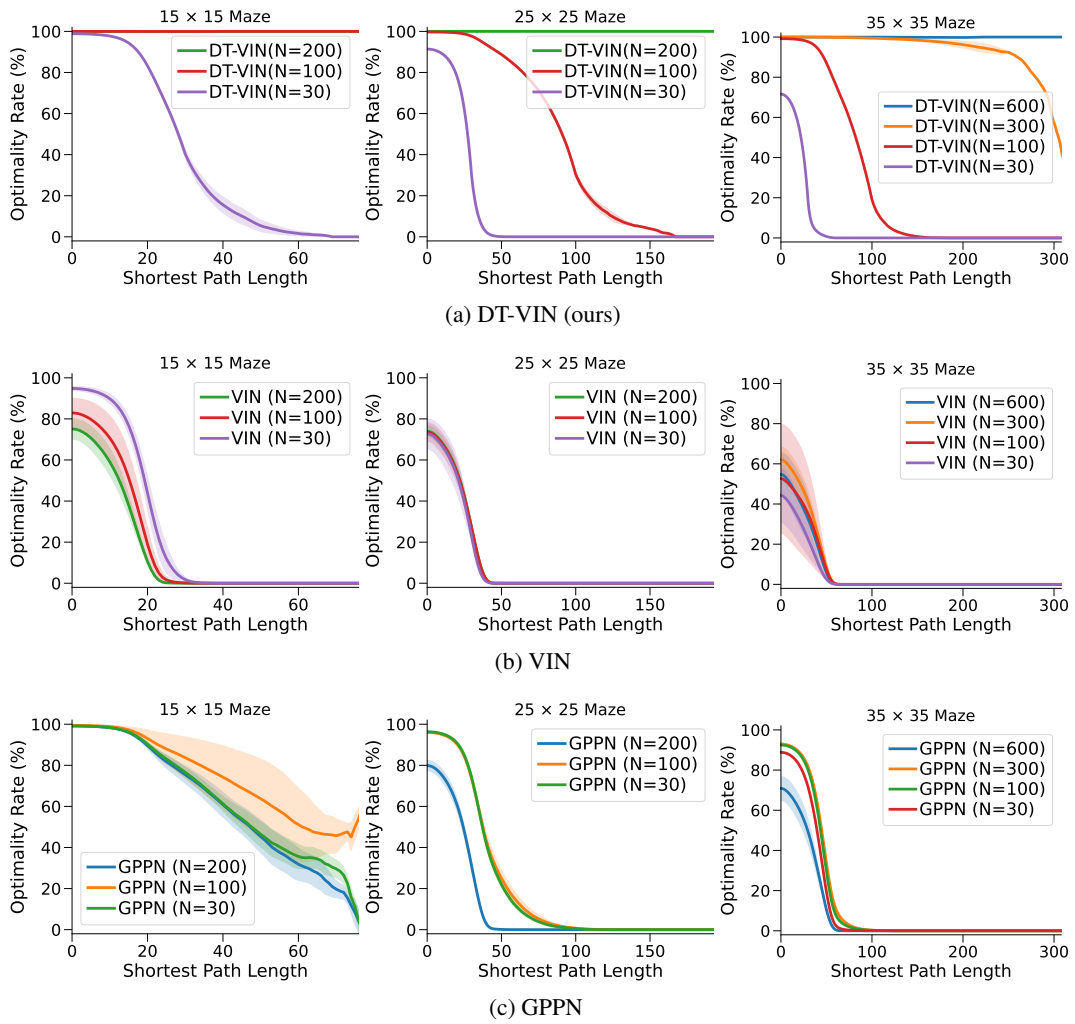 15 × 15 Maze
Optimality Rate (%)
100
80
60
40
20
0
DT-VIN(N=200)
DT-VIN(N=100)
DT-VIN(N=30)
0 20 40 60
Shortest Path Length
25 × 25 Maze
Optimality Rate (%)
100
80
60
40
20
0
DT-VIN(N=200)
DT-VIN(N=100)
DT-VIN(N=30)
0 50 100 150
Shortest Path Length
35 × 35 Maze
Optimality Rate (%)
100
80
60
40
20
0
DT-VIN(N=600)
DT-VIN(N=300)
DT-VIN(N=100)
DT-VIN(N=30)
0 100 200 300
Shortest Path Length
(a) DT-VIN (ours)
15 × 15 Maze
Optimality Rate (%)
100
80
60
40
20
0
VIN (N=200)
VIN (N=100)
VIN (N=30)
0 20 40 60
Shortest Path Length
25 × 25 Maze
Optimality Rate (%)
100
80
60
40
20
0
VIN (N=200)
VIN (N=100)
VIN (N=30)
0 50 100 150
Shortest Path Length
35 × 35 Maze
Optimality Rate (%)
100
80
60
40
20
0
VIN (N=600)
VIN (N=300)
VIN (N=100)
VIN (N=30)
0 100 200 300
Shortest Path Length
(b) VIN
15 × 15 Maze
Optimality Rate (%)
100
80
60
40
20
0
GPPN (N=200)
GPPN (N=100)
GPPN (N=30)
0 20 40 60
Shortest Path Length
25 × 25 Maze
Optimality Rate (%)
100
80
60
40
20
0
GPPN (N=200)
GPPN (N=100)
GPPN (N=30)
0 50 100 150
Shortest Path Length
35 × 35 Maze
Optimality Rate (%)
100
80
60
40
20
0
GPPN (N=600)
GPPN (N=300)
GPPN (N=100)
GPPN (N=30)
0 100 200 300
Shortest Path Length
(c) GPPN